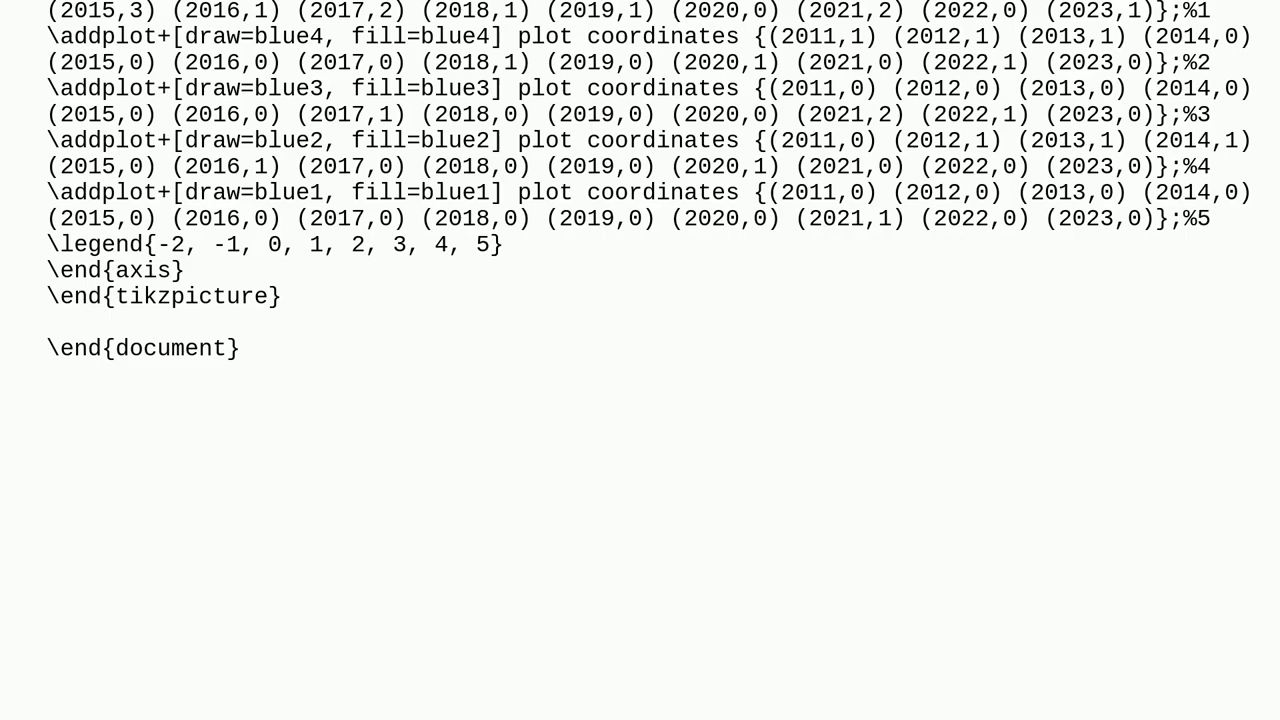 (2015,3) (2016,1) (2017,2) (2018,1) (2019,1) (2020,0) (2021,2) (2022,0) (2023,1)};%1
\addplot+[draw=blue4, fill=blue4] plot coordinates {(2011,1) (2012,1) (2013,1) (2014,0)
(2015,0) (2016,0) (2017,0) (2018,1) (2019,0) (2020,1) (2021,0) (2022,1) (2023,0)};%2
\addplot+[draw=blue3, fill=blue3] plot coordinates {(2011,0) (2012,0) (2013,0) (2014,0)
(2015,0) (2016,0) (2017,1) (2018,0) (2019,0) (2020,0) (2021,2) (2022,1) (2023,0)};%3
\addplot+[draw=blue2, fill=blue2] plot coordinates {(2011,0) (2012,1) (2013,1) (2014,1)
(2015,0) (2016,1) (2017,0) (2018,0) (2019,0) (2020,1) (2021,0) (2022,0) (2023,0)};%4
\addplot+[draw=blue1, fill=blue1] plot coordinates {(2011,0) (2012,0) (2013,0) (2014,0)
(2015,0) (2016,0) (2017,0) (2018,0) (2019,0) (2020,0) (2021,1) (2022,0) (2023,0)};%5
\legend{-2, -1, 0, 1, 2, 3, 4, 5}
\end{axis}
\end{tikzpicture}
\end{document}